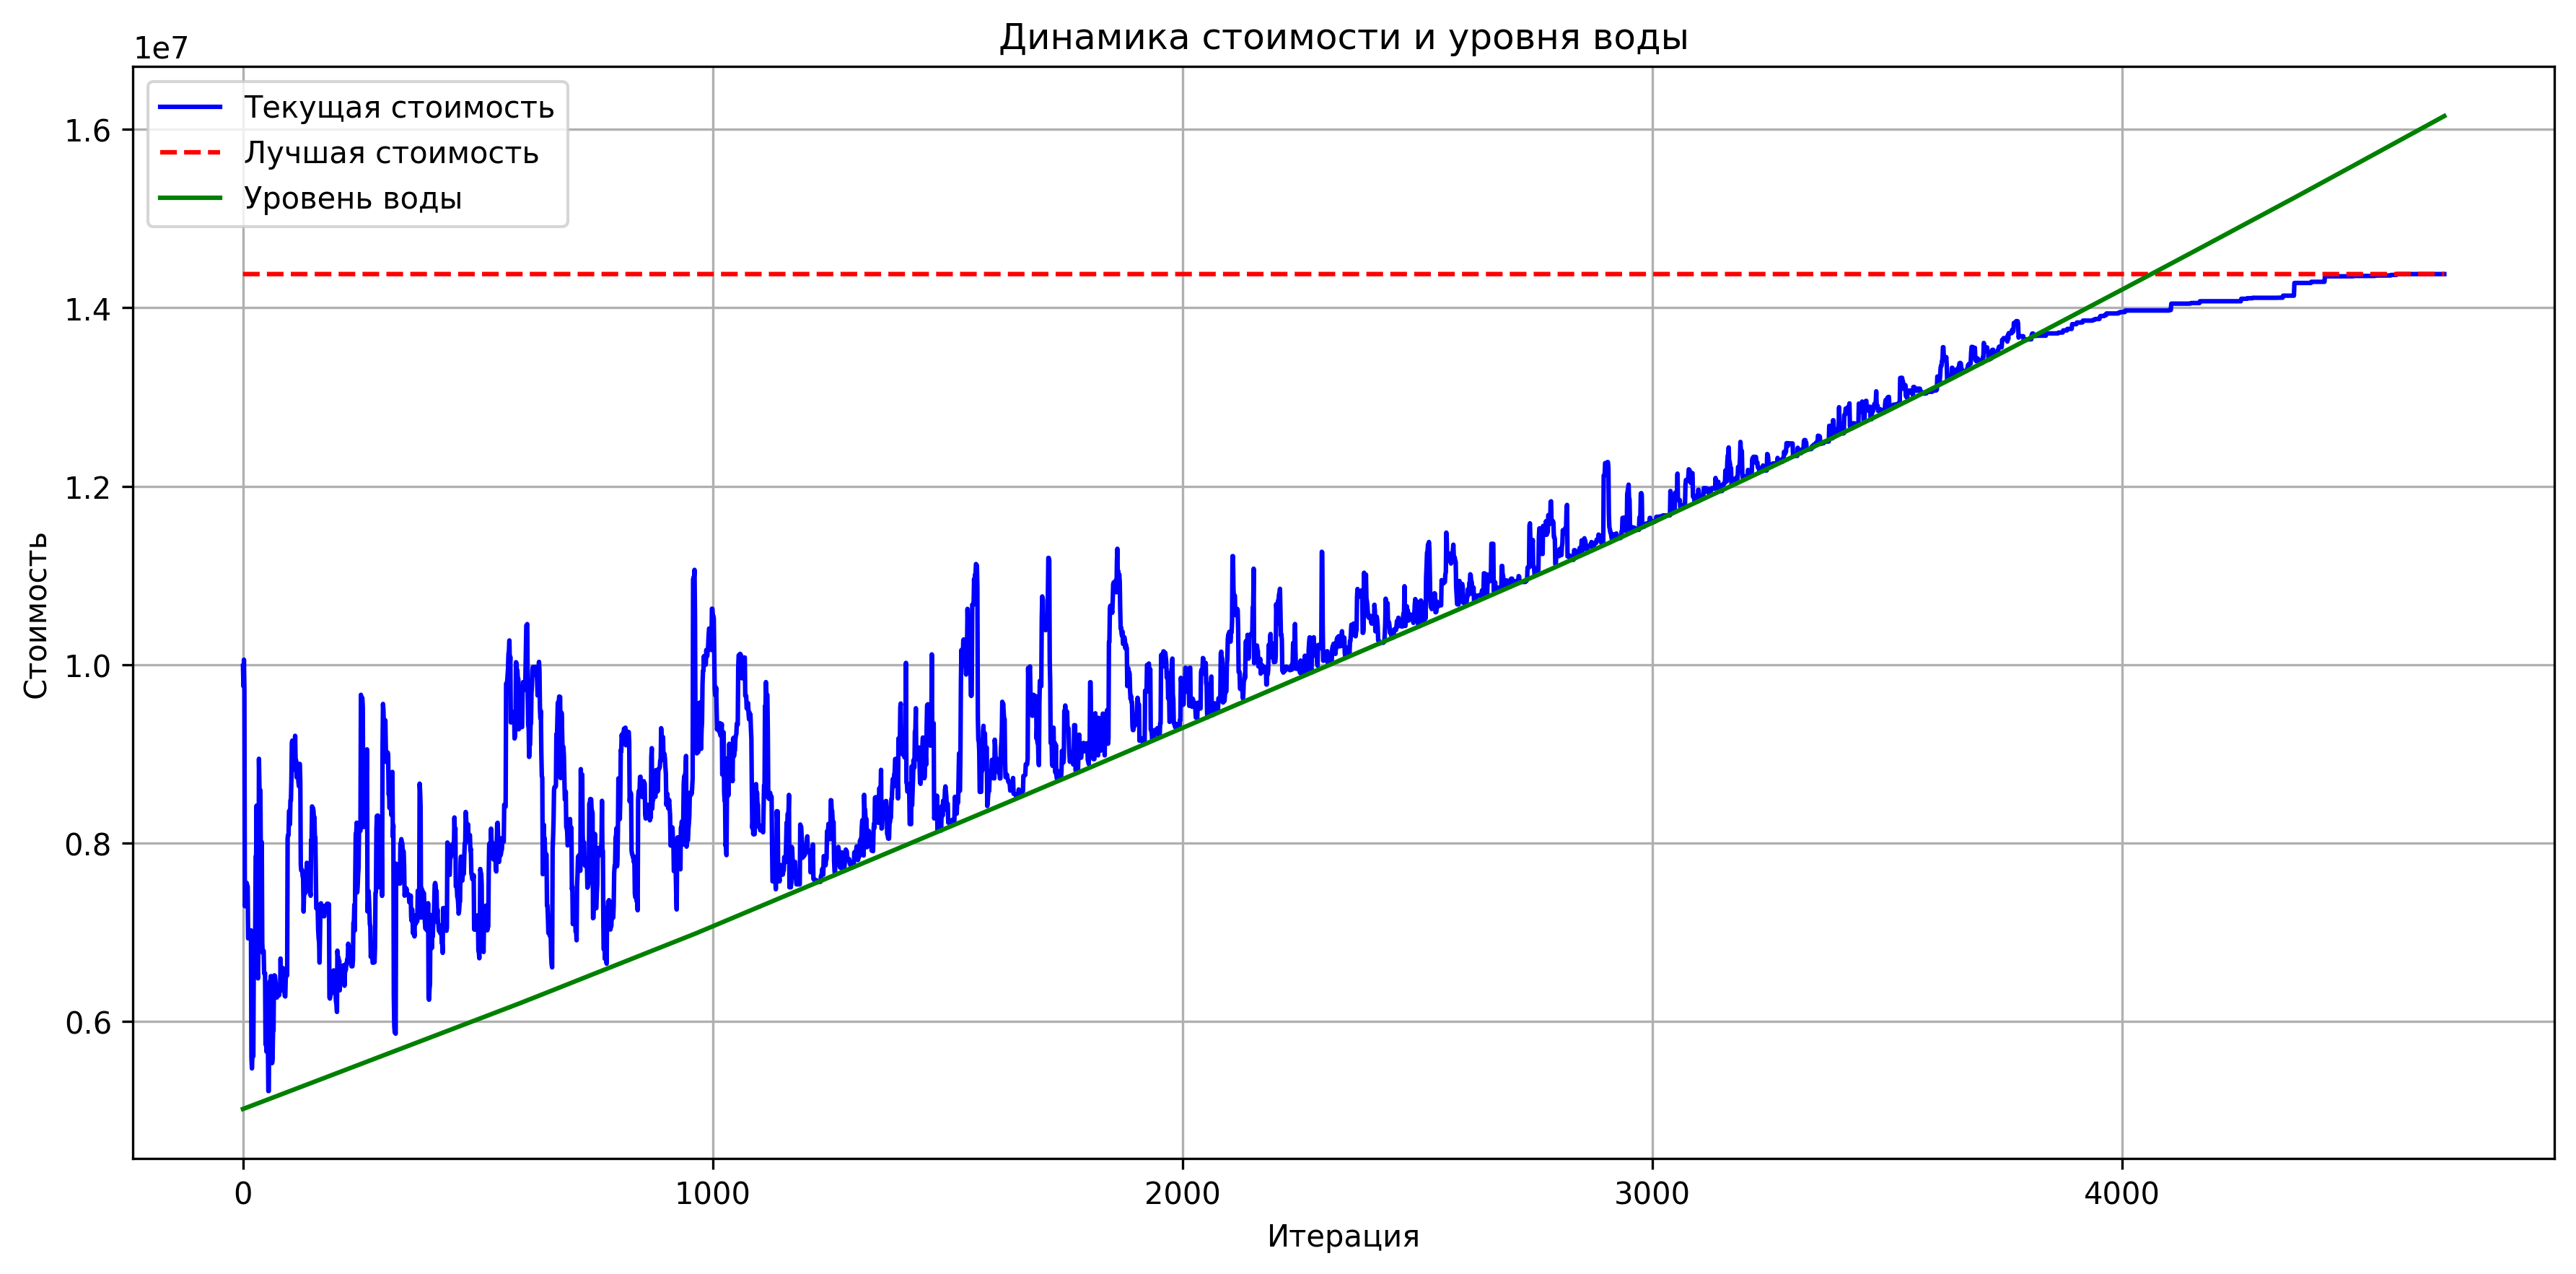 Динамика стоимости и уровня воды
1e7
Текущая стоимость
Лучшая стоимость
Уровень воды
1.6
1.4
1.2
1.0
0.8
0.6
Стоимость
0 1000 2000 3000 4000
Итерация